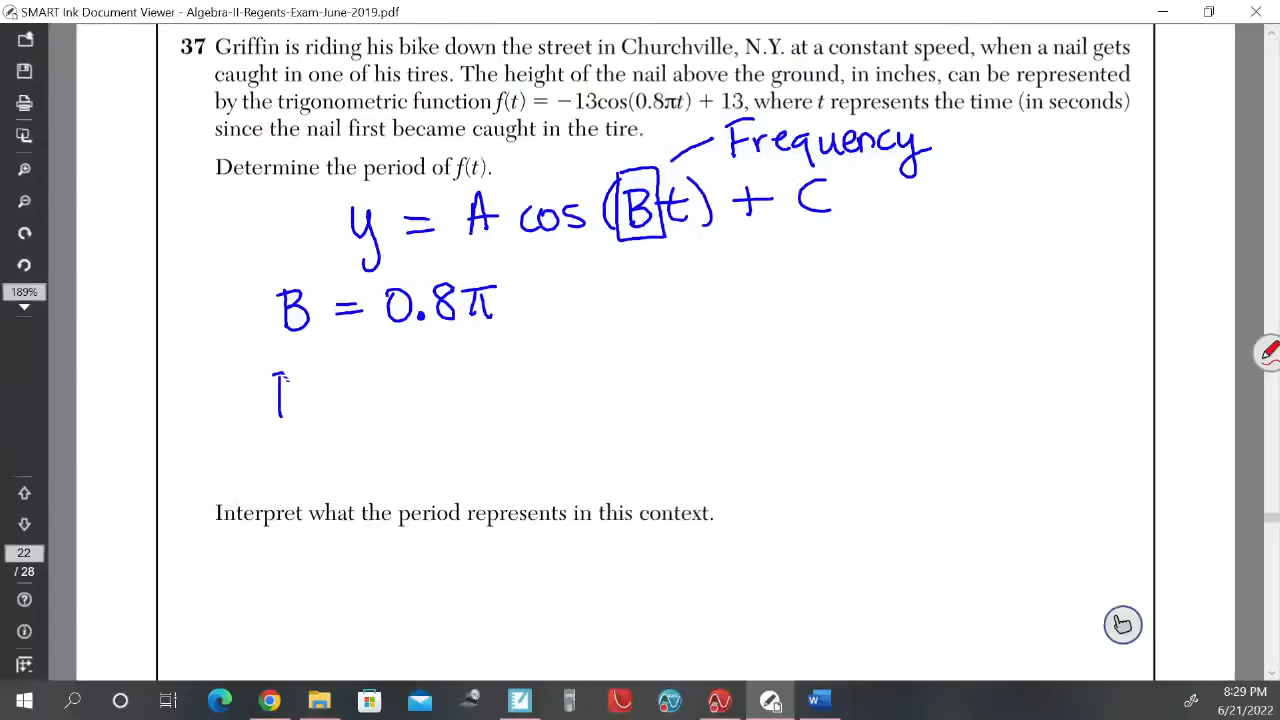 SMART Ink Document Viewer - Algebra-II-Regents-Exam-June-2019.pdf
37 Griffin is riding his bike down the street in Churchville, N.Y. at a constant speed, when a nail gets
caught in one of his tires. The height of the nail above the ground, in inches, can be represented
by the trigonometric function f(t) = −13cos(0.8πt) + 13, where t represents the time (in seconds)
since the nail first became caught in the tire.
Frequency
Determine the period of f(t).
y = A cos (Bt) + C
189%
B = 0.8π
Interpret what the period represents in this context.
22
/ 28
8:29 PM
6/21/2022